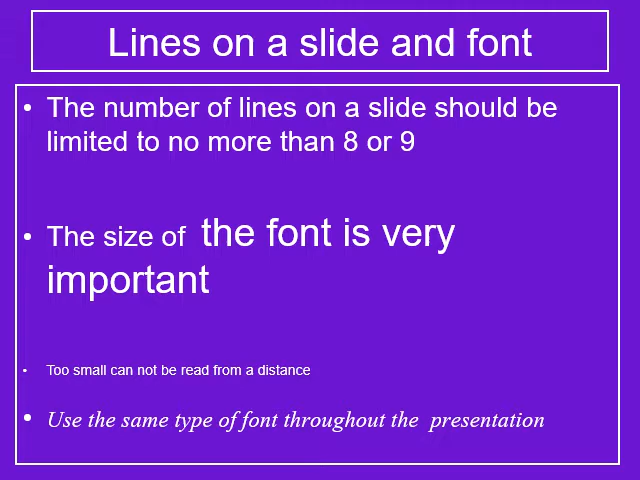 Lines on a slide and font
• The number of lines on a slide should be
limited to no more than 8 or 9
• The size of  the font is very
important
• Too small can not be read from a distance
• Use the same type of font throughout the  presentation